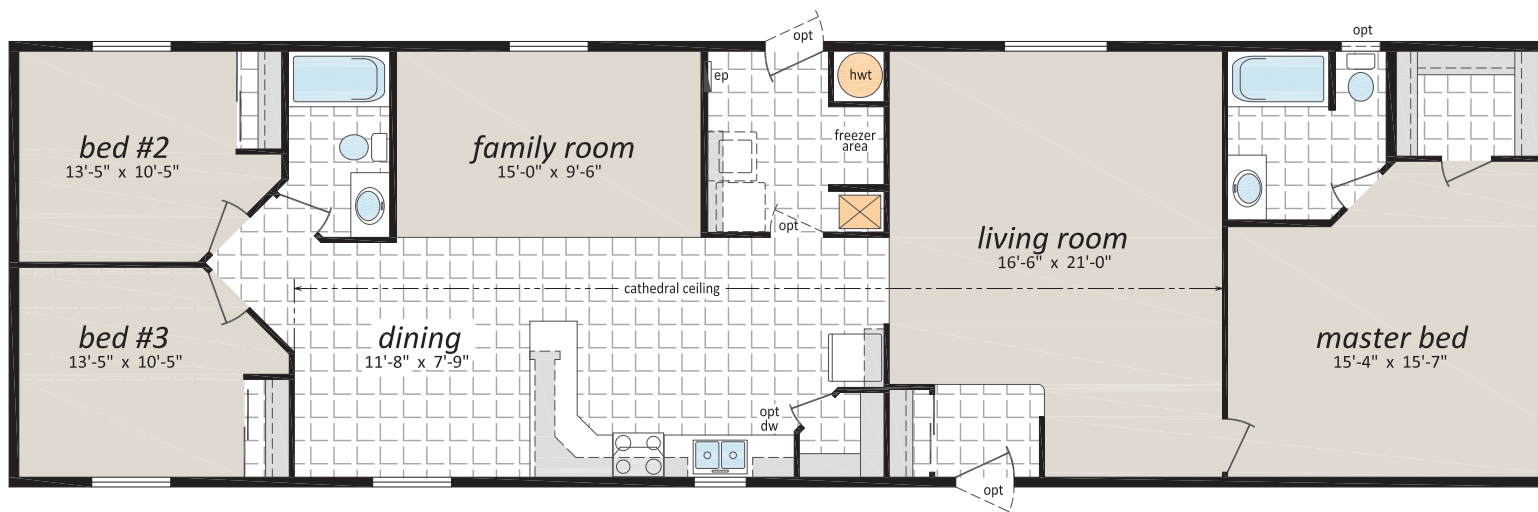 opt
opt
ep
hwt
bed #2
13'-5" x 10'-5"
family room
15'-0" x 9'-6"
freezer
area
opt
living room
16'-6" x 21'-0"
cathedral ceiling
bed #3
13'-5" x 10'-5"
dining
11'-8" x 7'-9"
master bed
15'-4" x 15'-7"
opt
dw
opt